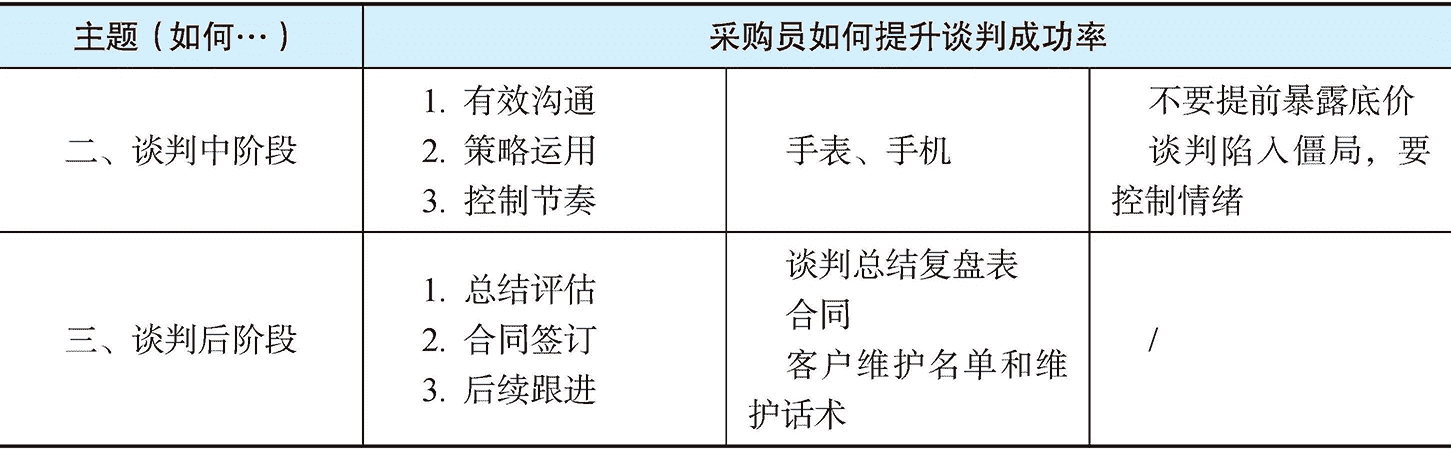 主题（如何…）
采购员如何提升谈判成功率
二、谈判中阶段
1. 有效沟通
2. 策略运用
3. 控制节奏
手表、手机
不要提前暴露底价
谈判陷入僵局，要
控制情绪
三、谈判后阶段
1. 总结评估
2. 合同签订
3. 后续跟进
谈判总结复盘表
合同
客户维护名单和维
护话术
/